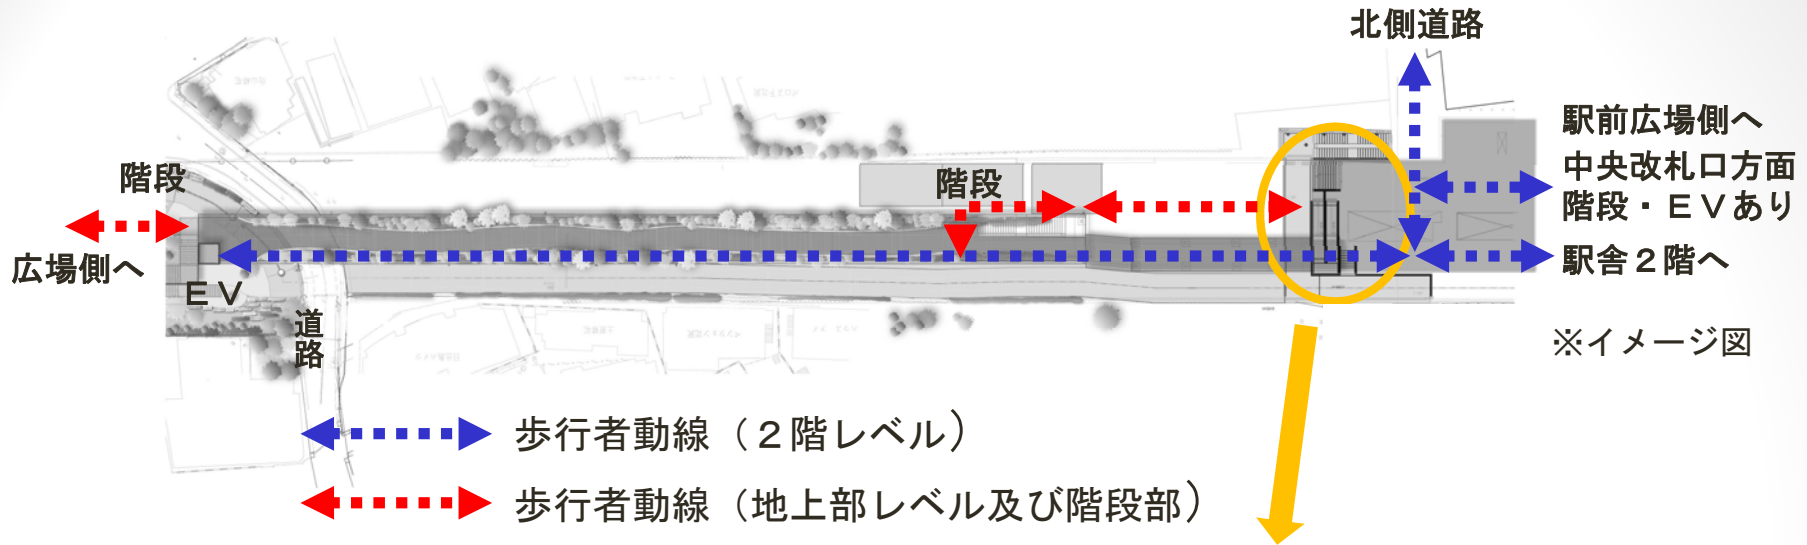 北側道路
駅前広場側へ
中央改札口方面
階段・ＥＶあり
駅舎２階へ
階段
階段
広場側へ
ＥＶ
道路
※イメージ図
歩行者動線（２階レベル）
歩行者動線（地上部レベル及び階段部）